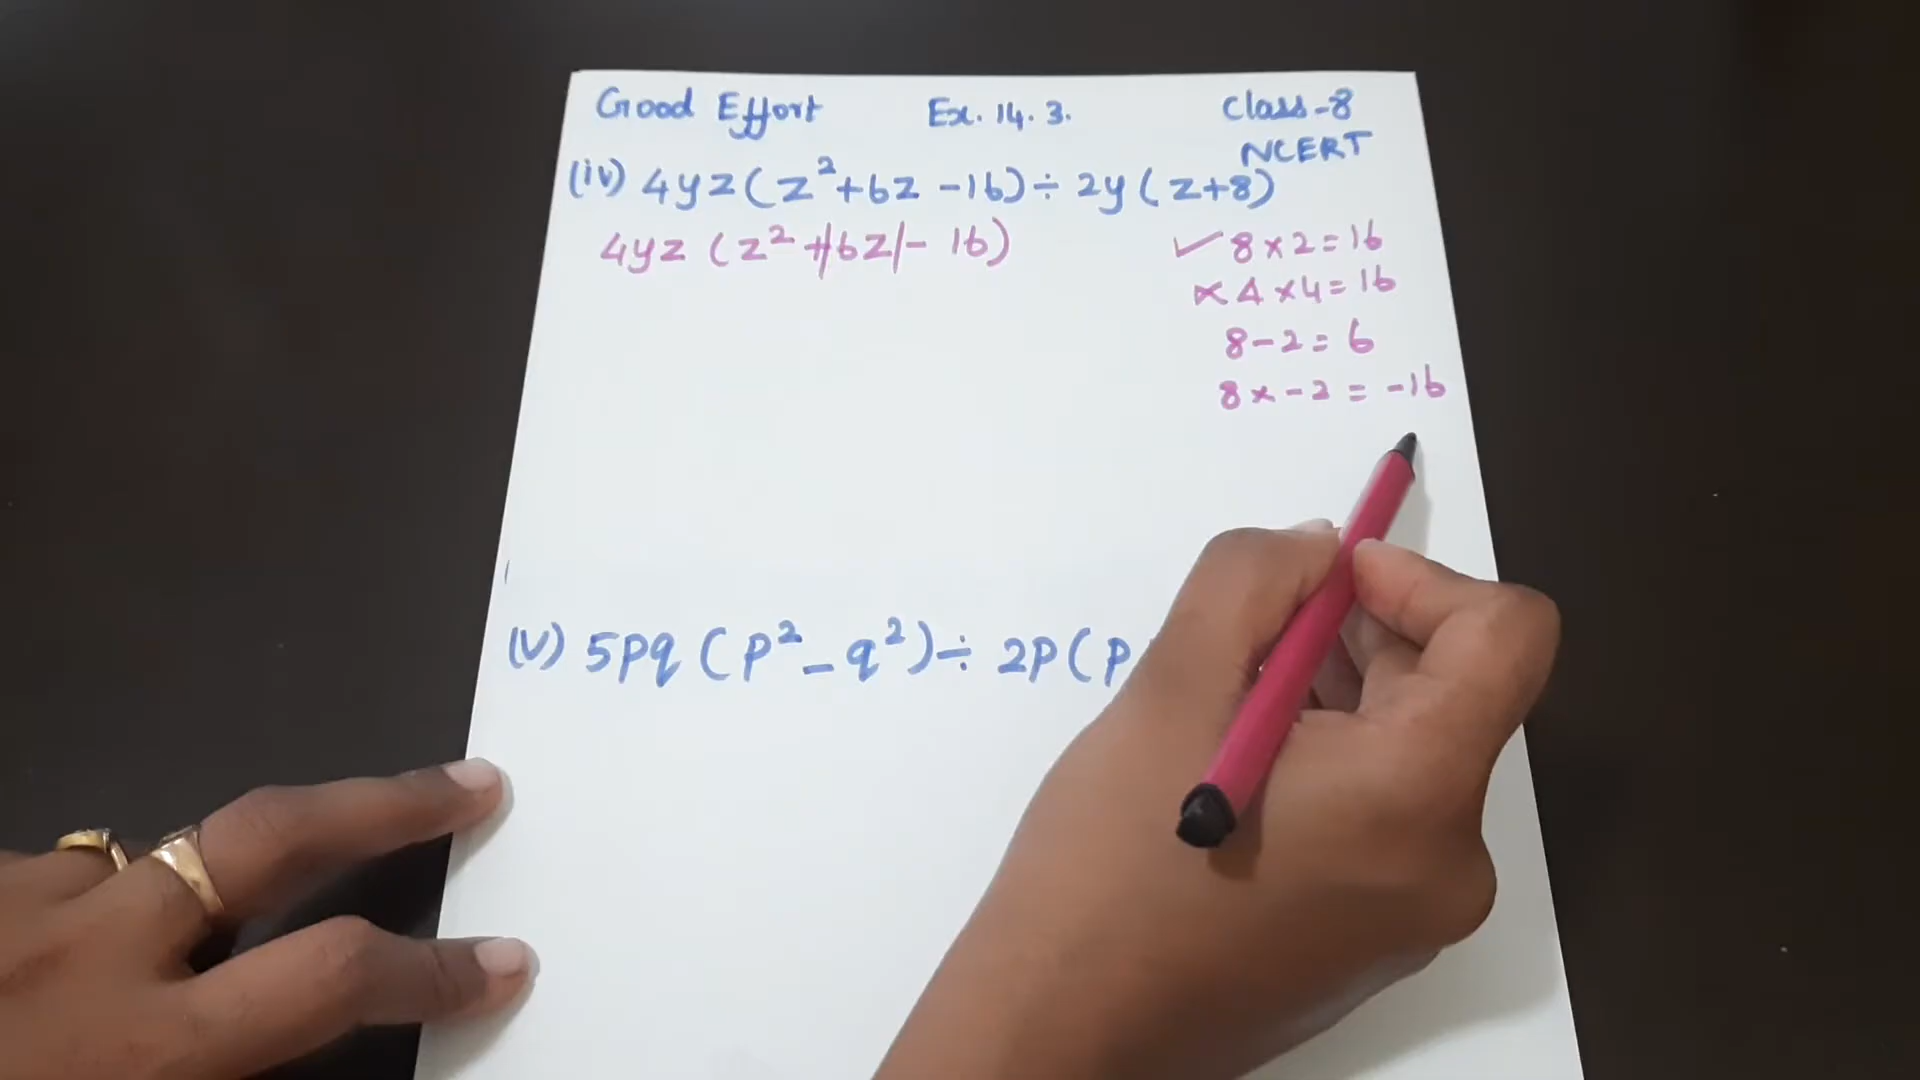 Good Effort Ex. 14.3. Class-8
NCERT
(iv) 4yz(z²+6z-16)÷2y(z+8)
4yz (z²+6z-16)
✓ 8×2=16
× 4×4=16
8-2=6
8×-2=-16
(v) 5pq(p²-q²)÷2p(p